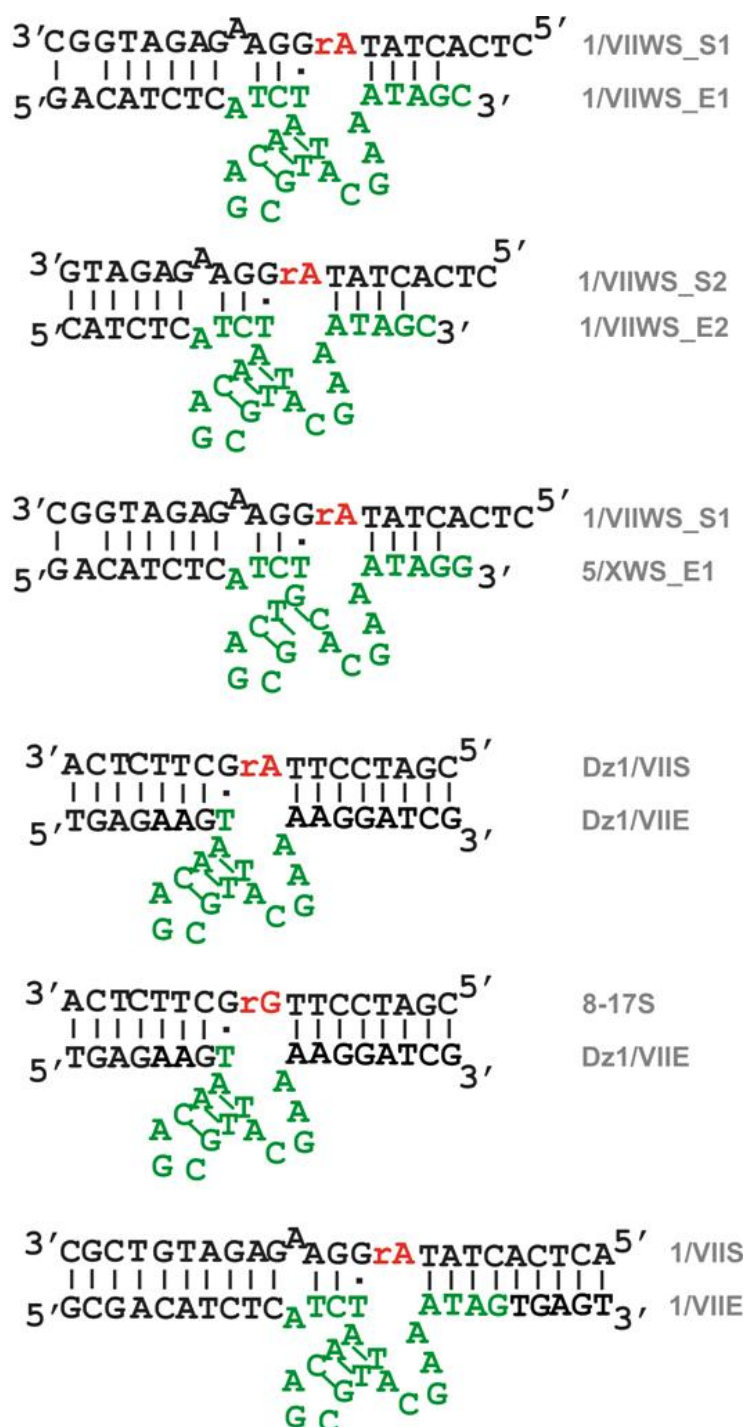 3'CGGTAGAGAAGGrATATCACTC5' 1/VIIWS_S1
5'GACATCTCATCT ATAGC3' 1/VIIWS_E1
A A
C A T T A
A G A C G
G C
3'GTAGAGAAGGrATATCACTC5' 1/VIIWS_S2
5'CATCTCATCT ATAGC3' 1/VIIWS_E2
A A
C A T T A
A G A C G
G C
3'CGGTAGAGAAGGrATATCACTC5' 1/VIIWS_S1
5'GACATCTCATCT ATAGG3' 5/XWS_E1
G A
C T C A
A G A C G
G C
3'ACTCTTCGrATTCCTAGC5' Dz1/VIIS
5'TGAGAAGT AAGGATCG3' Dz1/VIIE
A A
C A T T A
A G A C G
G C
3'ACTCTTCGrGTTCCTAGC5' 8-17S
5'TGAGAAGT AAGGATCG3' Dz1/VIIE
A A
C A T T A
A G A C G
G C
3'CGCTGTAGAGAAGGrATATCACTCA5' 1/VIIS
5'GCGACATCTCATCT ATAGTGAGT3' 1/VIIE
A A
C A T T A
A G A C G
G C